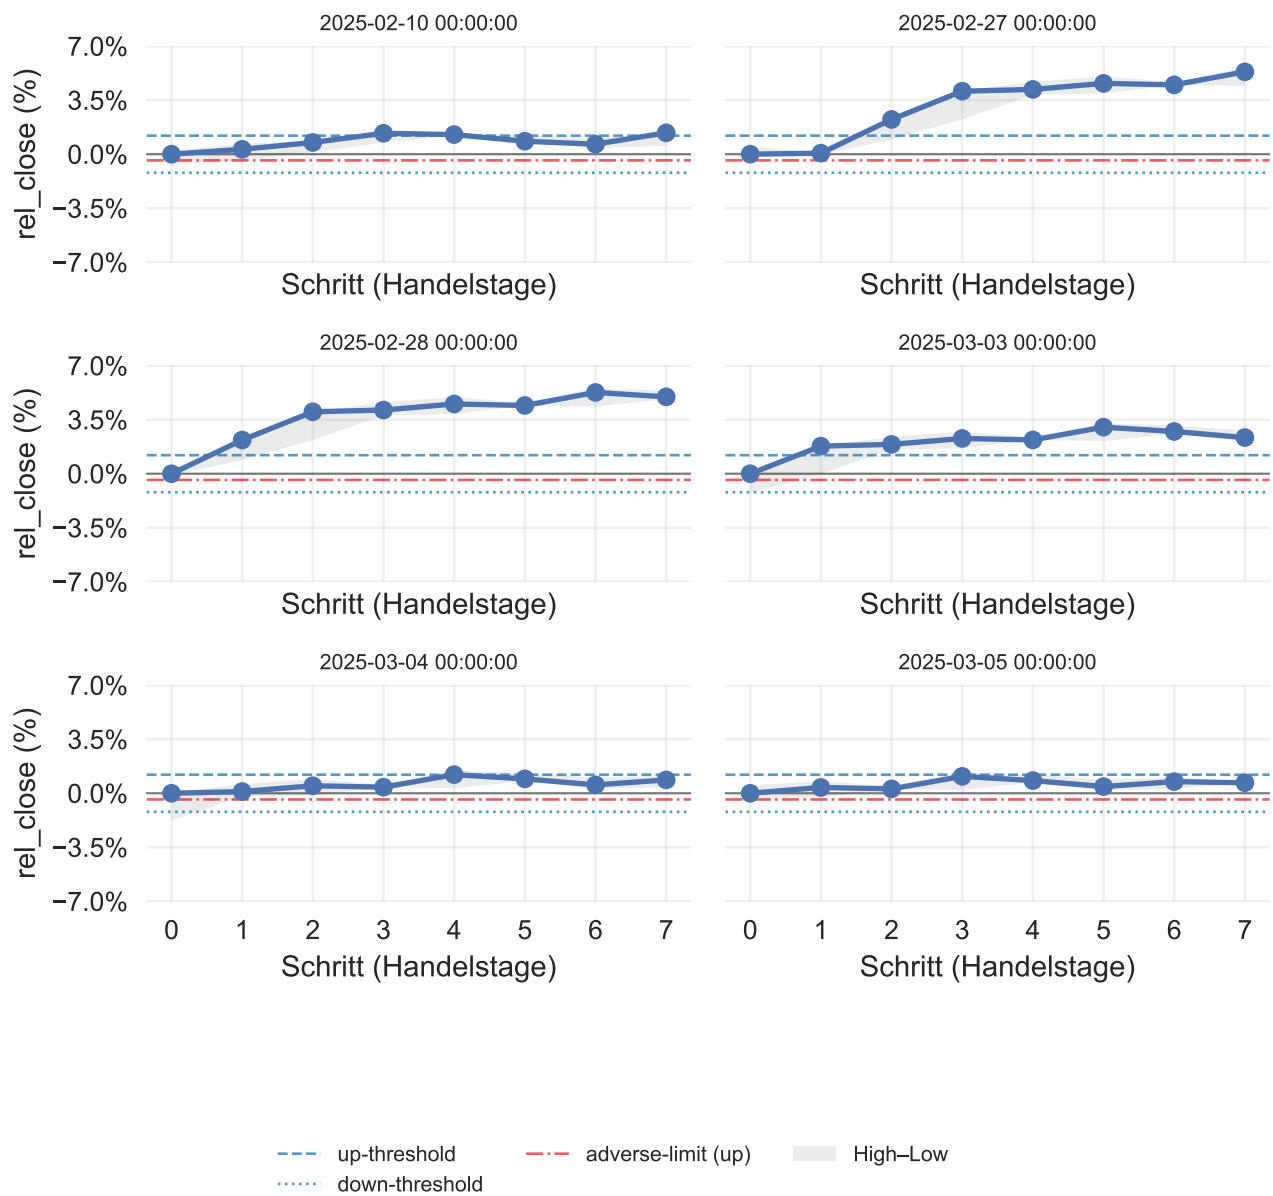 2025-02-10 00:00:00
2025-02-27 00:00:00
7.0%
3.5%
0.0%
−3.5%
−7.0%
rel_close (%)
Schritt (Handelstage)
Schritt (Handelstage)
2025-02-28 00:00:00
2025-03-03 00:00:00
7.0%
3.5%
0.0%
−3.5%
−7.0%
rel_close (%)
Schritt (Handelstage)
Schritt (Handelstage)
2025-03-04 00:00:00
2025-03-05 00:00:00
7.0%
3.5%
0.0%
−3.5%
−7.0%
rel_close (%)
0 1 2 3 4 5 6 7
0 1 2 3 4 5 6 7
Schritt (Handelstage)
Schritt (Handelstage)
up-threshold
down-threshold
adverse-limit (up)
High–Low